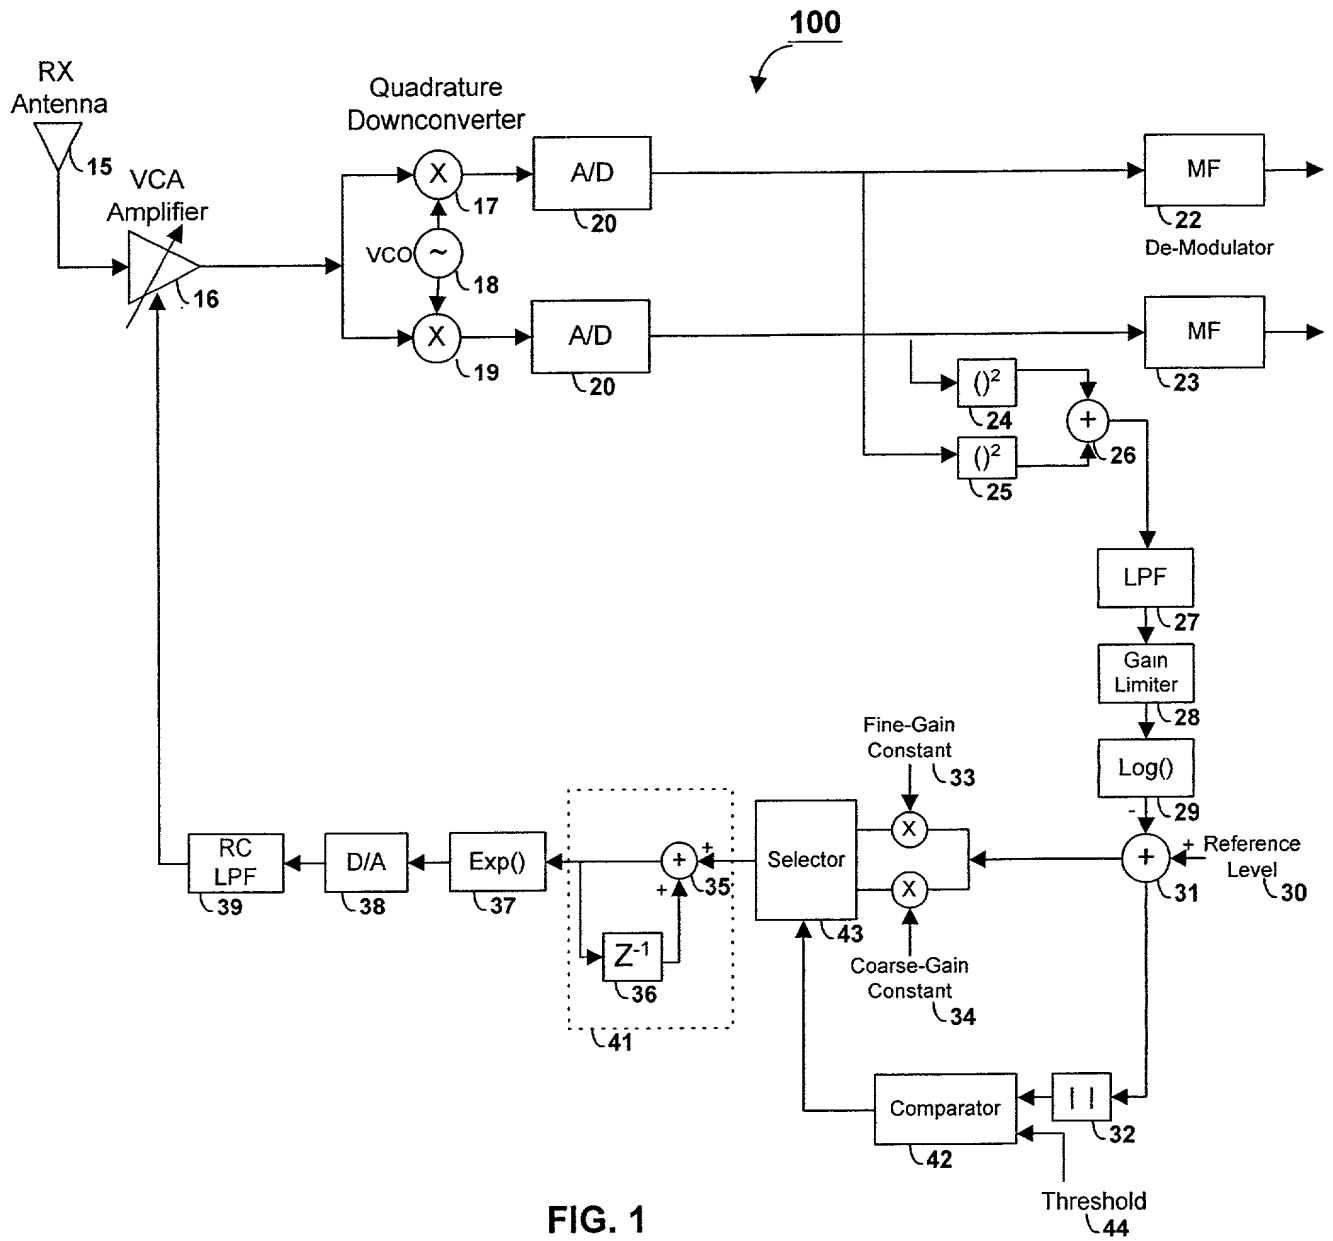 100
RX
Antenna
15
VCA
Amplifier
16
Quadrature
Downconverter
X
17
VCO
~
18
X
19
A/D
20
A/D
20
MF
22
De-Modulator
MF
23
()²
24
()²
25
+
26
LPF
27
Gain
Limiter
28
Log()
29
-
+
31
+
Reference
Level
30
Fine-Gain
Constant
33
X
X
Coarse-Gain
Constant
34
Selector
43
+
+
+
35
Z⁻¹
36
41
Exp()
37
D/A
38
RC
LPF
39
Comparator
42
| |
32
Threshold
44
FIG. 1